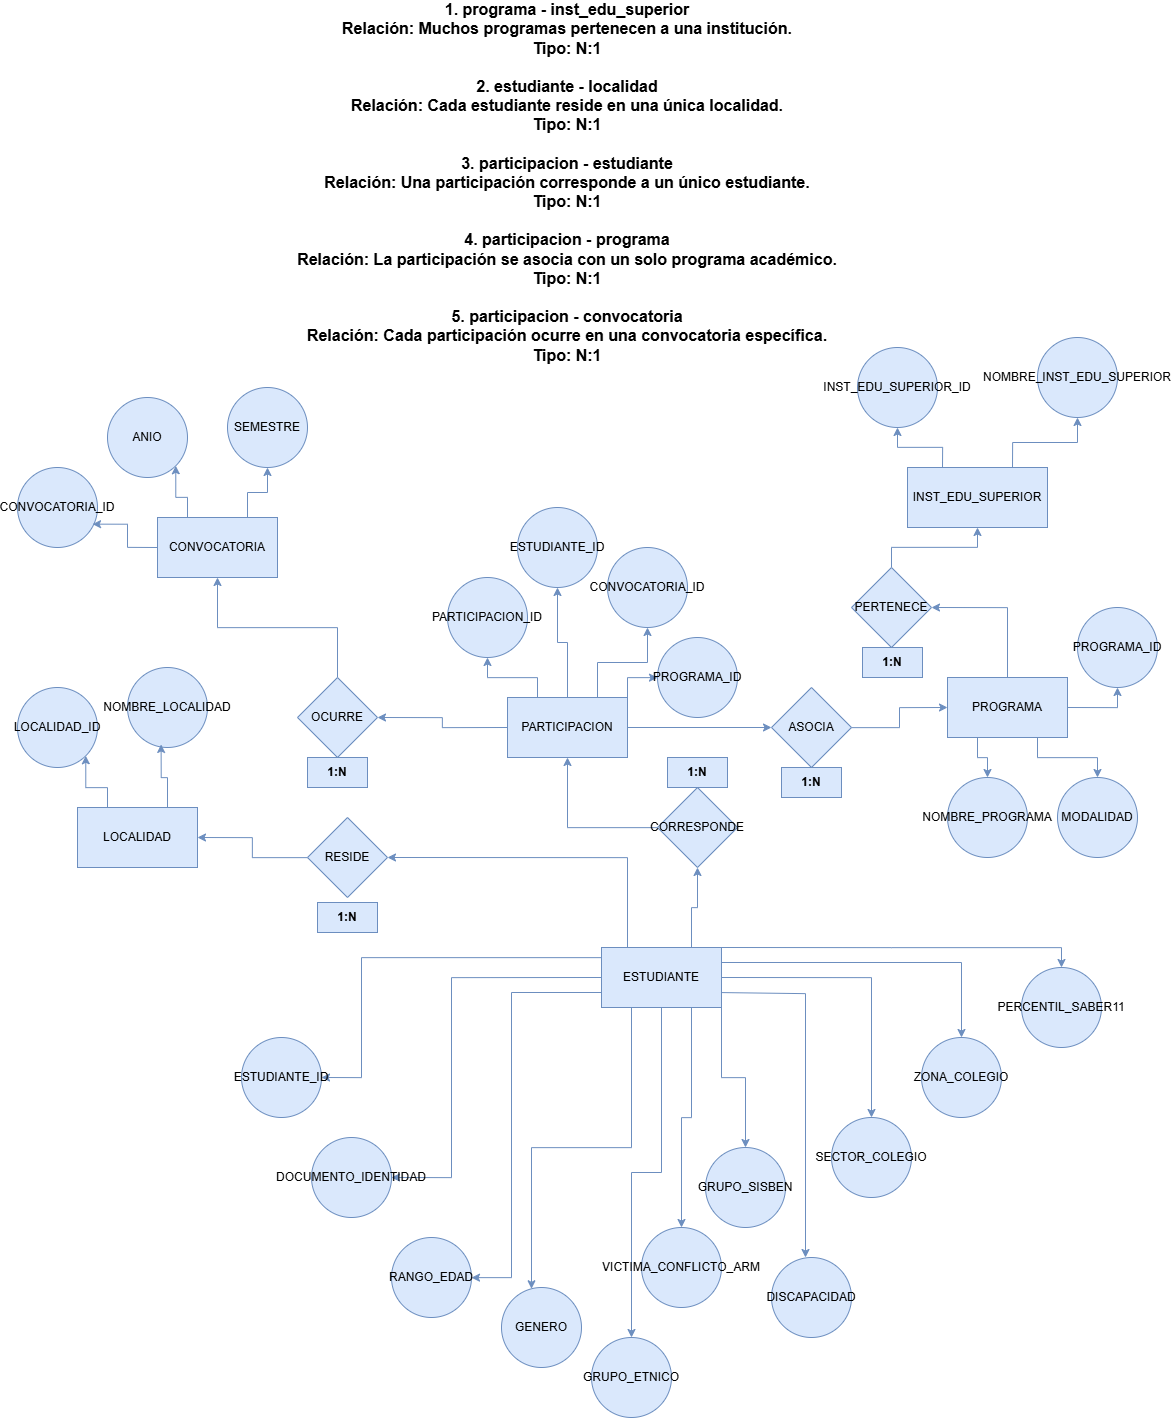 1. programa - inst_edu_superior
Relación: Muchos programas pertenecen a una institución.
Tipo: N:1
2. estudiante - localidad
Relación: Cada estudiante reside en una única localidad.
Tipo: N:1
3. participacion - estudiante
Relación: Una participación corresponde a un único estudiante.
Tipo: N:1
4. participacion - programa
Relación: La participación se asocia con un solo programa académico.
Tipo: N:1
5. participacion - convocatoria
Relación: Cada participación ocurre en una convocatoria específica.
Tipo: N:1
INST_EDU_SUPERIOR_ID
NOMBRE_INST_EDU_SUPERIOR
ANIO
SEMESTRE
CONVOCATORIA_ID
CONVOCATORIA
INST_EDU_SUPERIOR
ESTUDIANTE_ID
CONVOCATORIA_ID
PARTICIPACION_ID
PROGRAMA_ID
PERTENECE
1:N
PROGRAMA_ID
LOCALIDAD_ID
NOMBRE_LOCALIDAD
OCURRE
1:N
PARTICIPACION
ASOCIA
1:N
PROGRAMA
1:N
CORRESPONDE
NOMBRE_PROGRAMA
MODALIDAD
LOCALIDAD
RESIDE
1:N
ESTUDIANTE
PERCENTIL_SABER11
ESTUDIANTE_ID
ZONA_COLEGIO
SECTOR_COLEGIO
DOCUMENTO_IDENTIDAD
GRUPO_SISBEN
RANGO_EDAD
VICTIMA_CONFLICTO_ARM
DISCAPACIDAD
GENERO
GRUPO_ETNICO